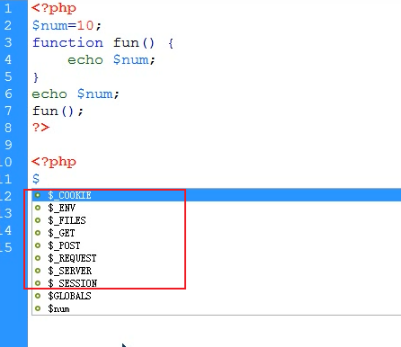 1 <?php
2 $num=10;
3 function fun() {
4 echo $num;
5 }
6 echo $num;
7 fun();
8 ?>
9
10 <?php
11 $
12 $_COOKIE
13 $_ENV
$_FILES
14 $_GET
$_POST
15 $_REQUEST
$_SERVER
$_SESSION
$GLOBALS
$num